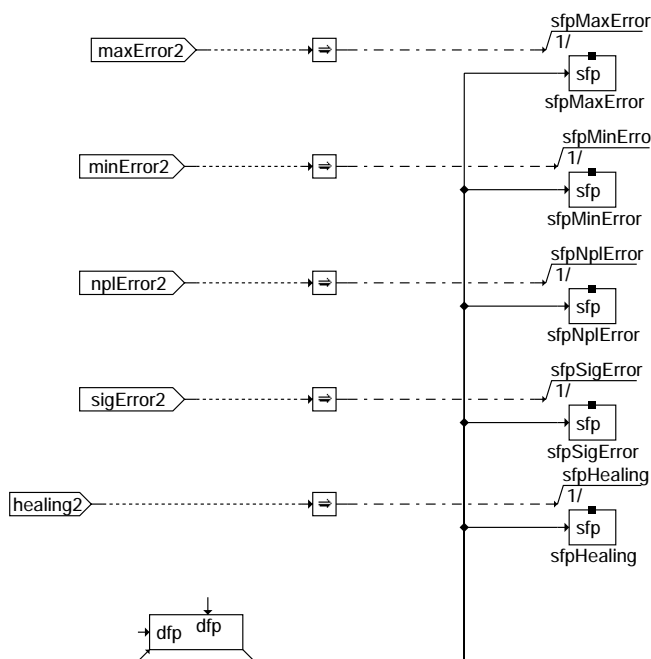 sfpMaxError
maxError2
1/
sfp
sfpMaxError
sfpMinErro
minError2
1/
sfp
sfpMinError
sfpNplError
nplError2
1/
sfp
sfpNplError
sfpSigError
sigError2
1/
sfp
sfpSigError
sfpHealing
healing2
1/
sfp
sfpHealing
dfp dfp